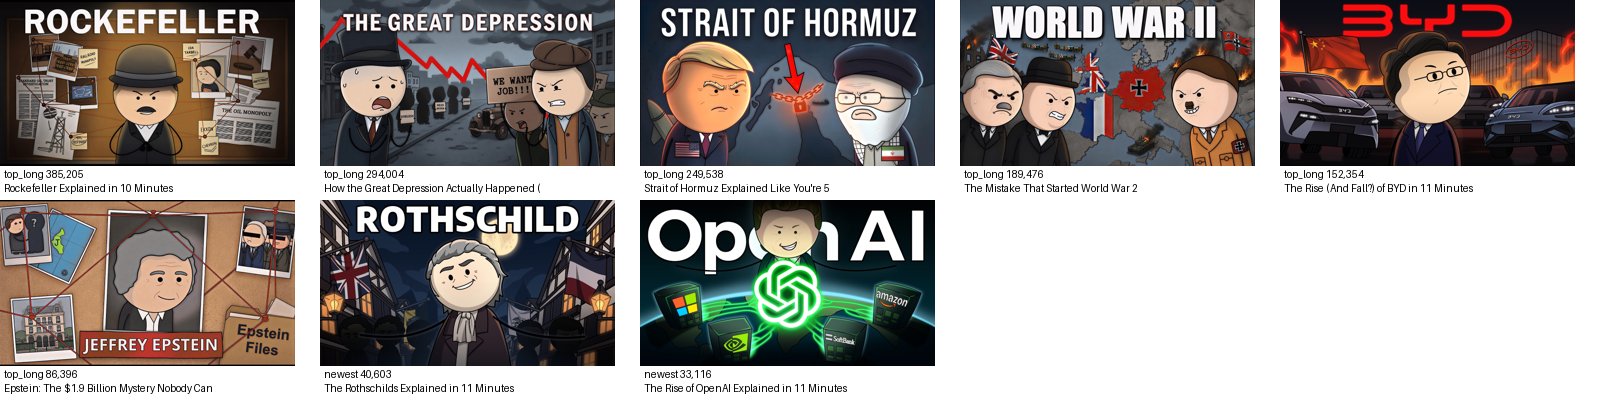 ROCKEFELLER
THE OIL MONOPOLY
top_long 385,205
Rockefeller Explained in 10 Minutes
THE GREAT DEPRESSION
WE WANT
JOB!!!
top_long 294,004
How the Great Depression Actually Happened (
STRAIT OF HORMUZ
top_long 249,538
Strait of Hormuz Explained Like You're 5
WORLD WAR II
top_long 189,476
The Mistake That Started World War 2
BYD
top_long 152,354
The Rise (And Fall?) of BYD in 11 Minutes
?
JEFFREY EPSTEIN
Epstein
Files
top_long 86,396
Epstein: The $1.9 Billion Mystery Nobody Can
ROTHSCHILD
newest 40,603
The Rothschilds Explained in 11 Minutes
OpenAI
amazon
SoftBank
newest 33,116
The Rise of OpenAI Explained in 11 Minutes